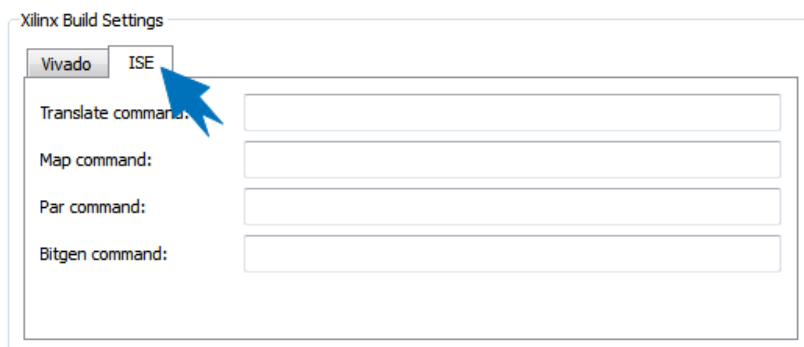 Xilinx Build Settings
Vivado ISE
Translate command:
Map command:
Par command:
Bitgen command: